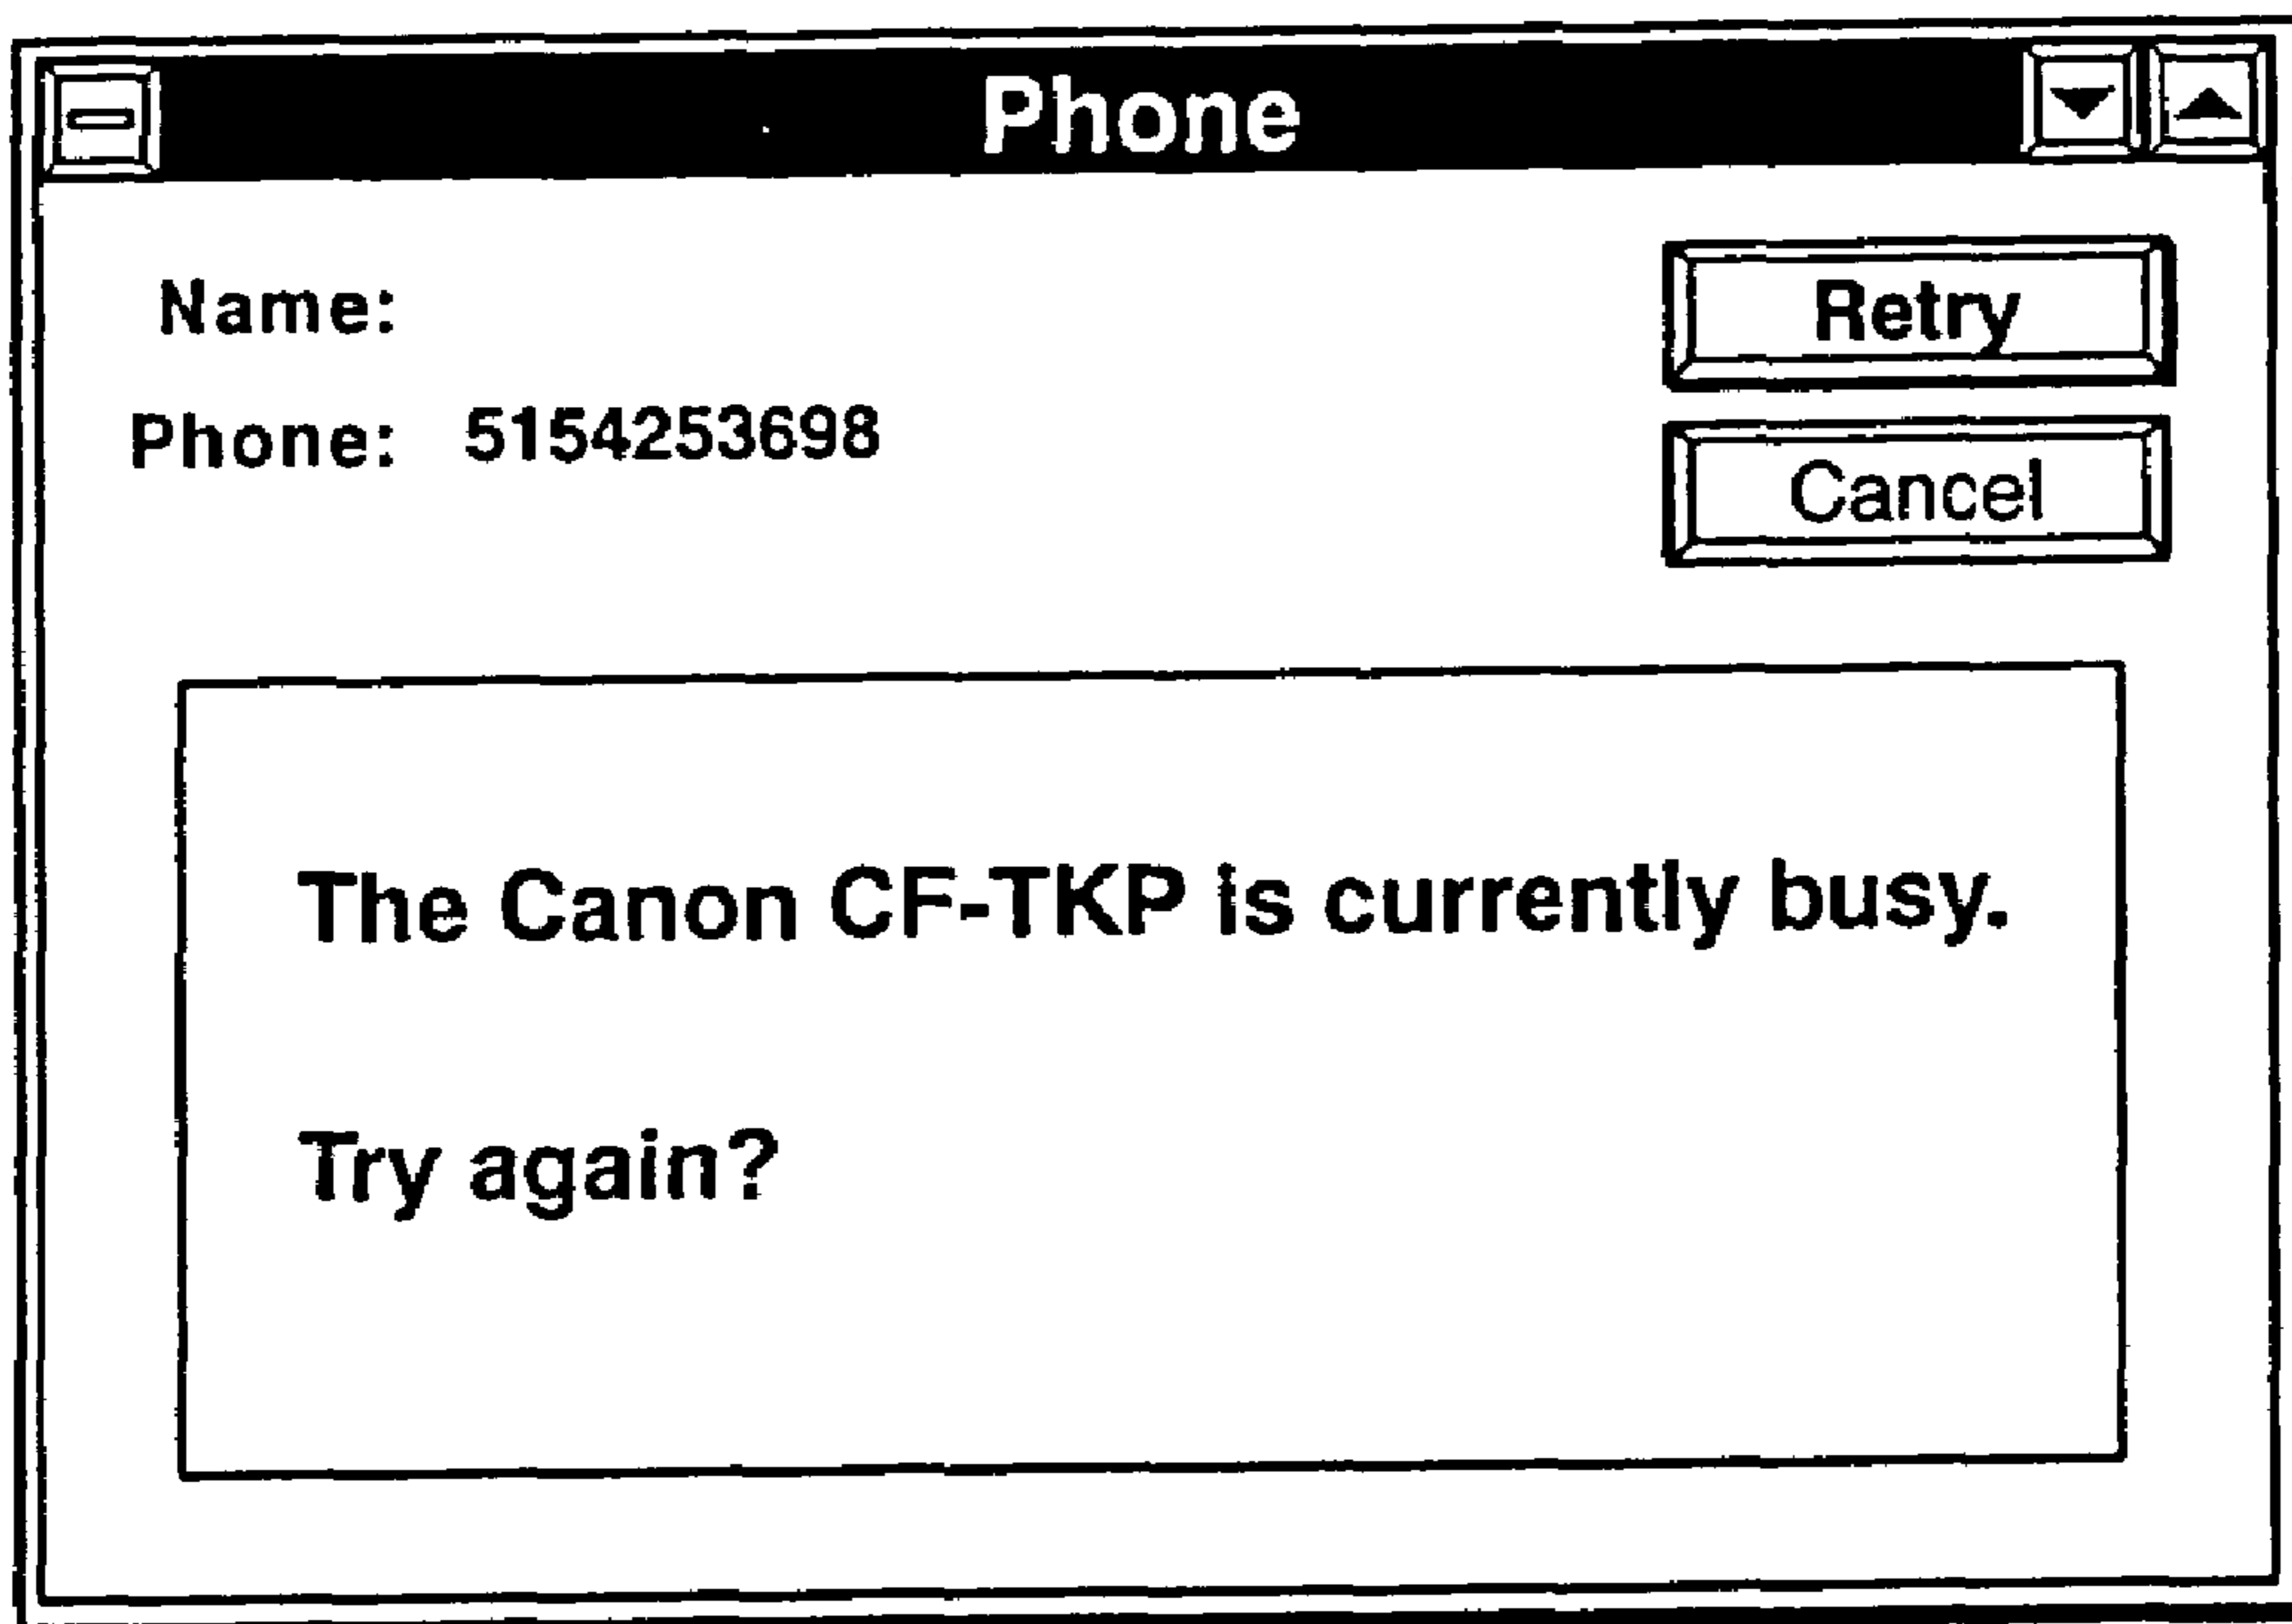 Phone
Name:
Retry
Phone: 5154253698
Cancel
The Canon CF-TKP is currently busy.
Try again?